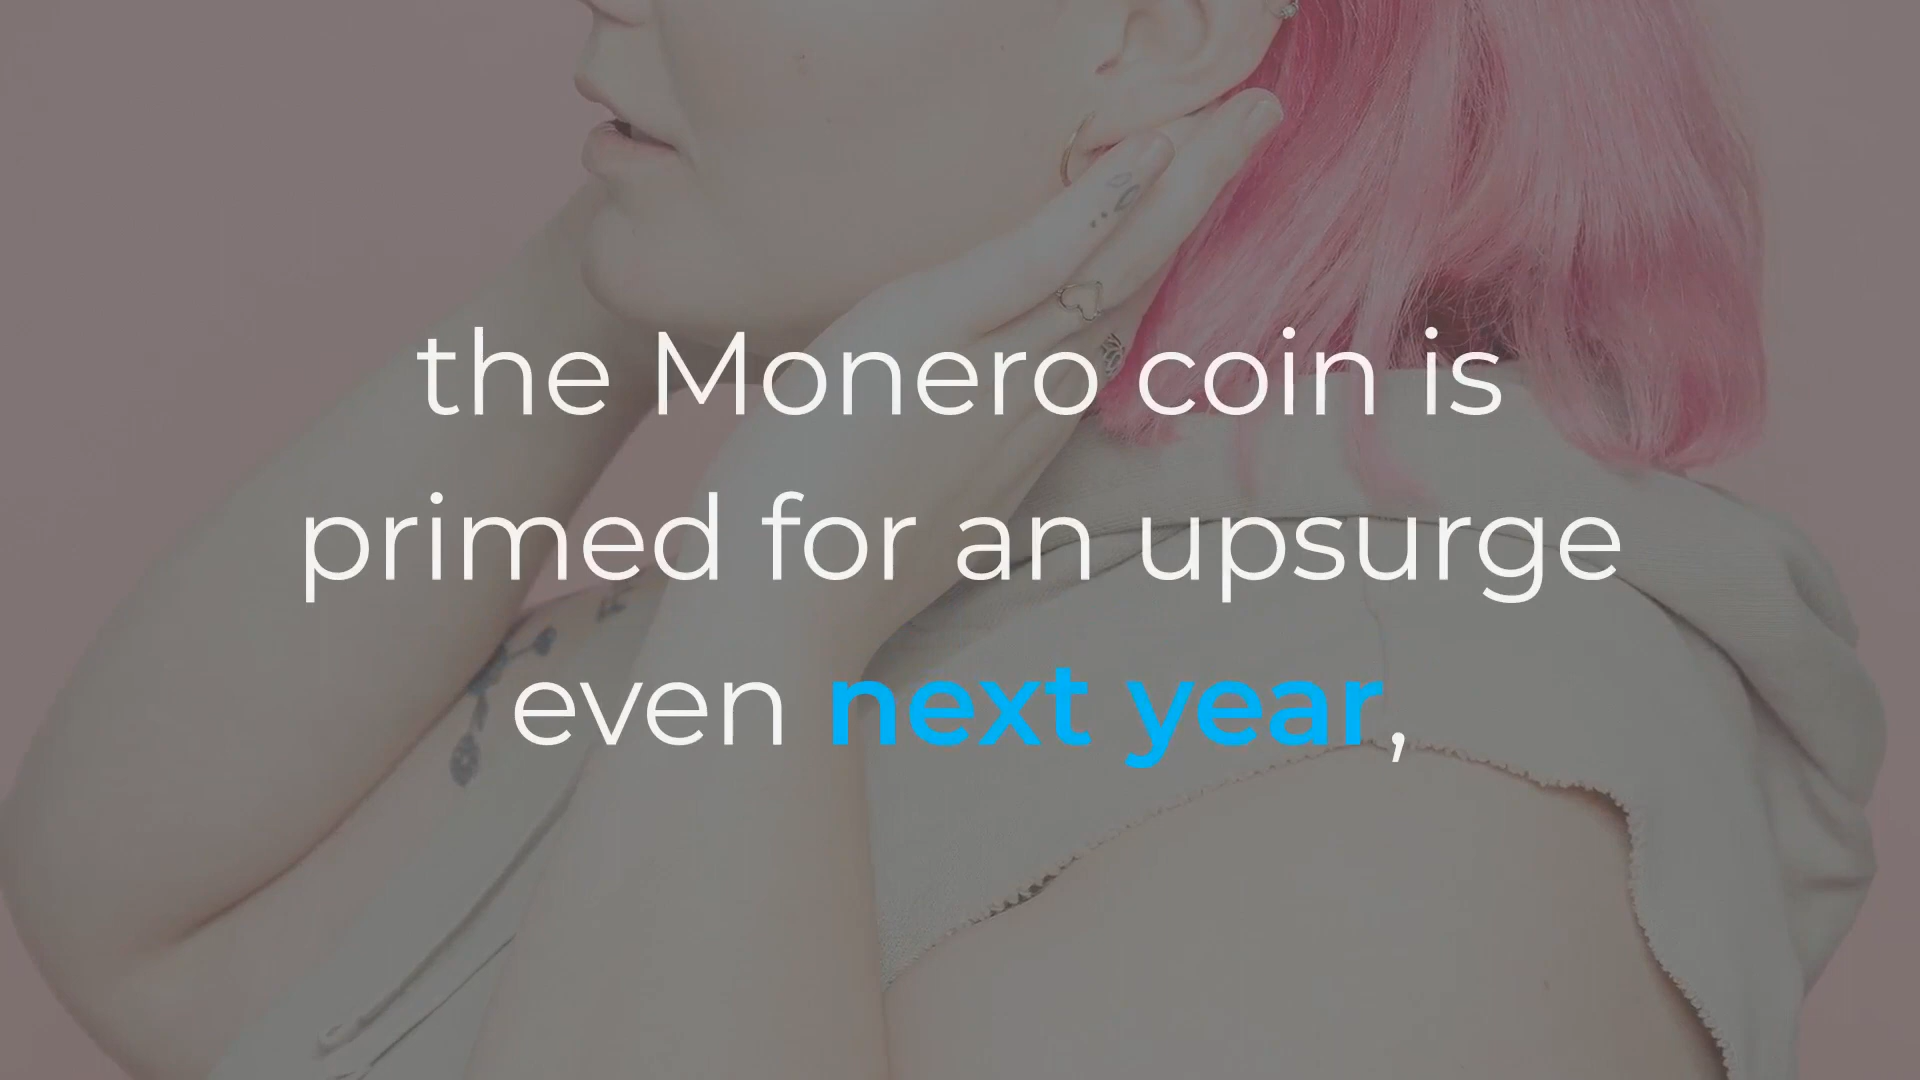 the Monero coin is
primed for an upsurge
even next year,